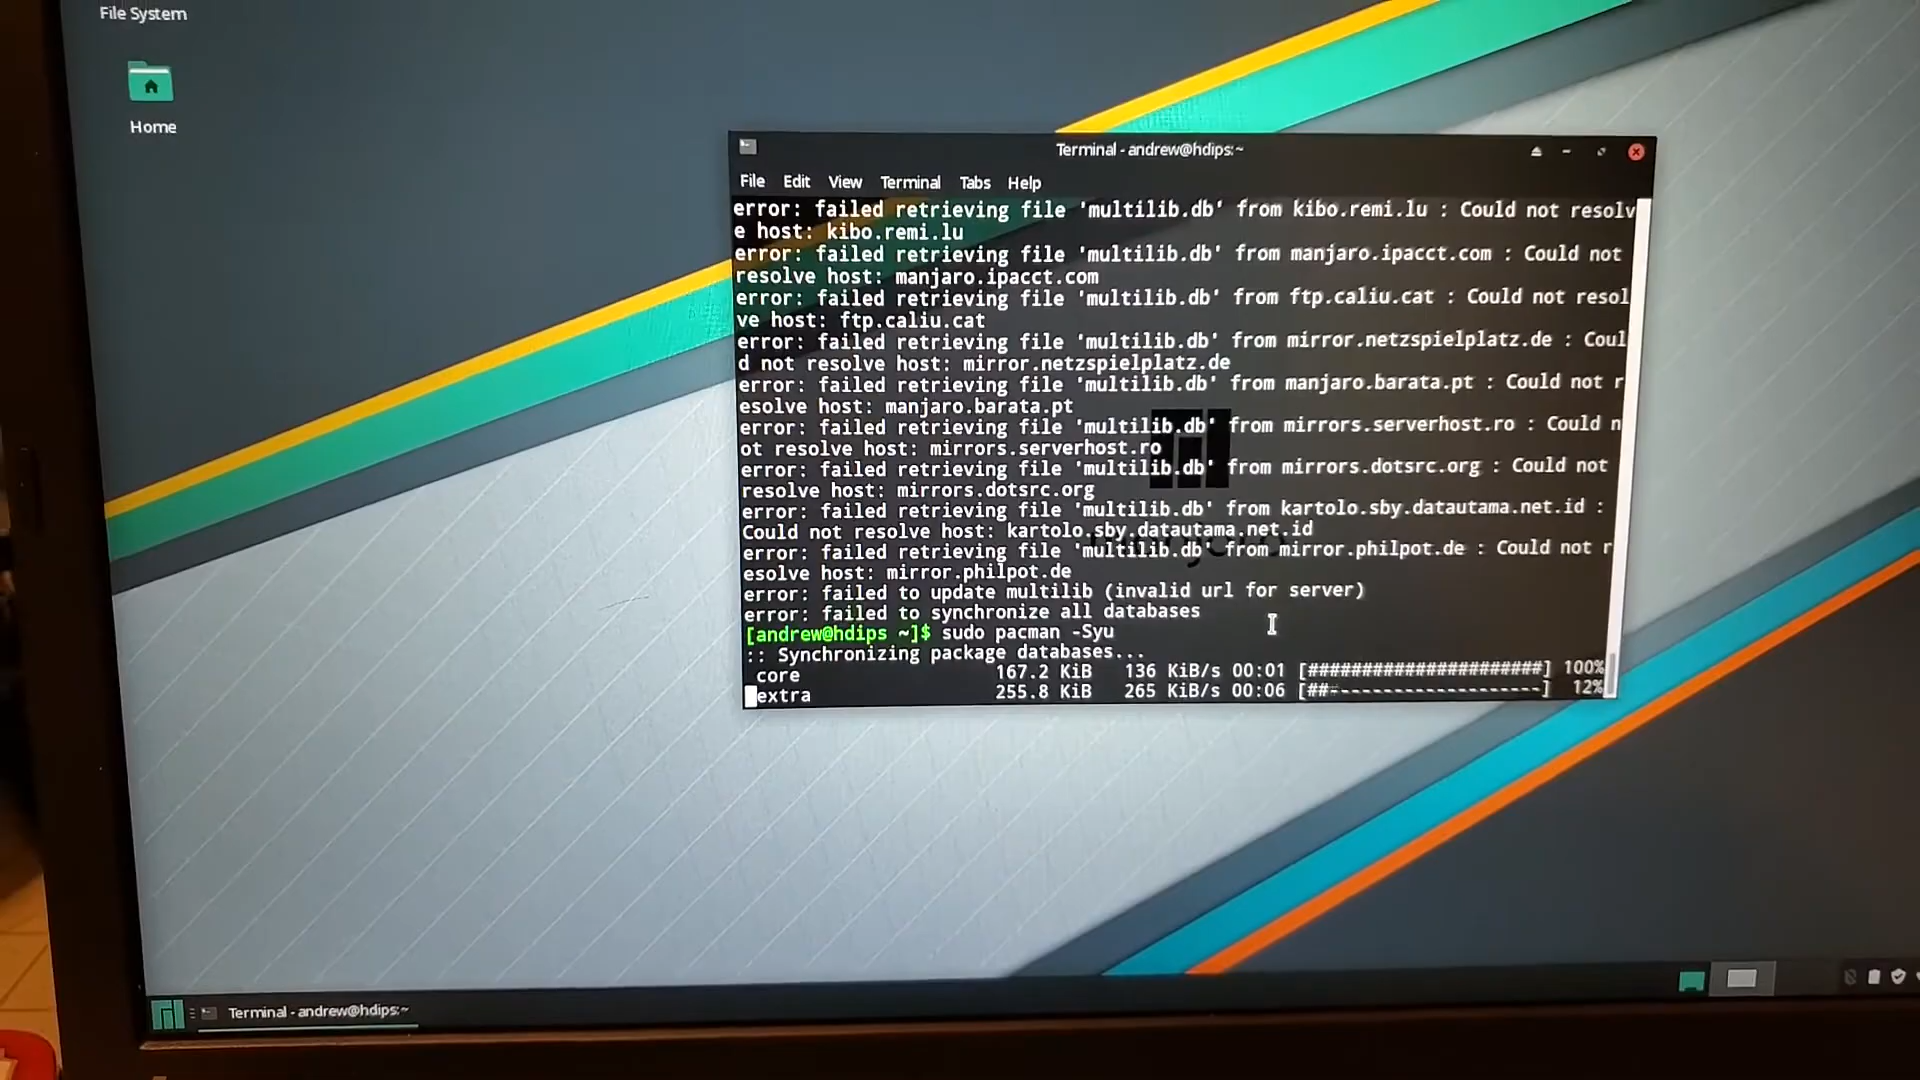 File System
Home
Terminal - andrew@hdips:~
File Edit View Terminal Tabs Help
error: failed retrieving file 'multilib.db' from kibo.remi.lu : Could not resolv
e host: kibo.remi.lu
error: failed retrieving file 'multilib.db' from manjaro.ipacct.com : Could not
resolve host: manjaro.ipacct.com
error: failed retrieving file 'multilib.db' from ftp.caliu.cat : Could not resol
ve host: ftp.caliu.cat
error: failed retrieving file 'multilib.db' from mirror.netzspielplatz.de : Coul
d not resolve host: mirror.netzspielplatz.de
error: failed retrieving file 'multilib.db' from manjaro.barata.pt : Could not r
esolve host: manjaro.barata.pt
error: failed retrieving file 'multilib.db' from mirrors.serverhost.ro : Could n
ot resolve host: mirrors.serverhost.ro
error: failed retrieving file 'multilib.db' from mirrors.dotsrc.org : Could not
resolve host: mirrors.dotsrc.org
error: failed retrieving file 'multilib.db' from kartolo.sby.datautama.net.id :
Could not resolve host: kartolo.sby.datautama.net.id
error: failed retrieving file 'multilib.db' from mirror.philpot.de : Could not r
esolve host: mirror.philpot.de
error: failed to update multilib (invalid url for server)
error: failed to synchronize all databases
[andrew@hdips ~]$ sudo pacman -Syu
:: Synchronizing package databases...
core 167.2 KiB 136 KiB/s 00:01 [######################] 100%
extra 255.8 KiB 265 KiB/s 00:06 [##--------------------] 12%
Terminal - andrew@hdips:~